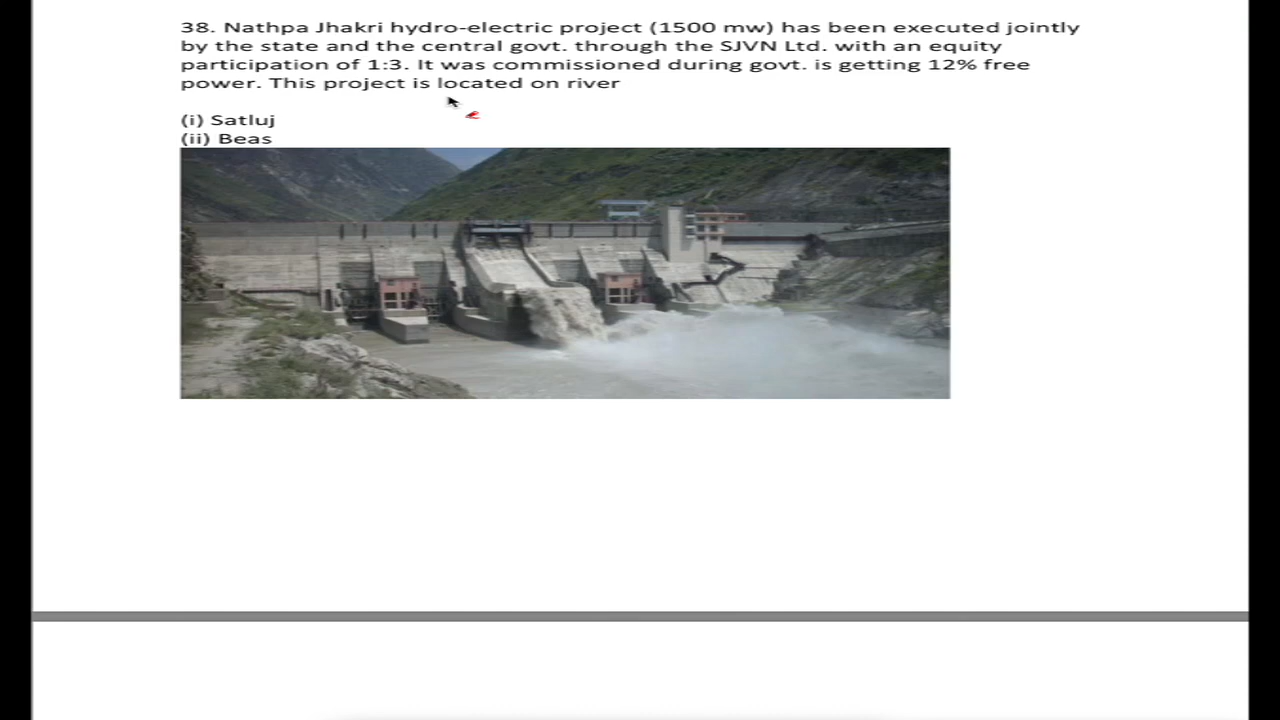 38. Nathpa Jhakri hydro-electric project (1500 mw) has been executed jointly
by the state and the central govt. through the SJVN Ltd. with an equity
participation of 1:3. It was commissioned during govt. is getting 12% free
power. This project is located on river
(i) Satluj
(ii) Beas